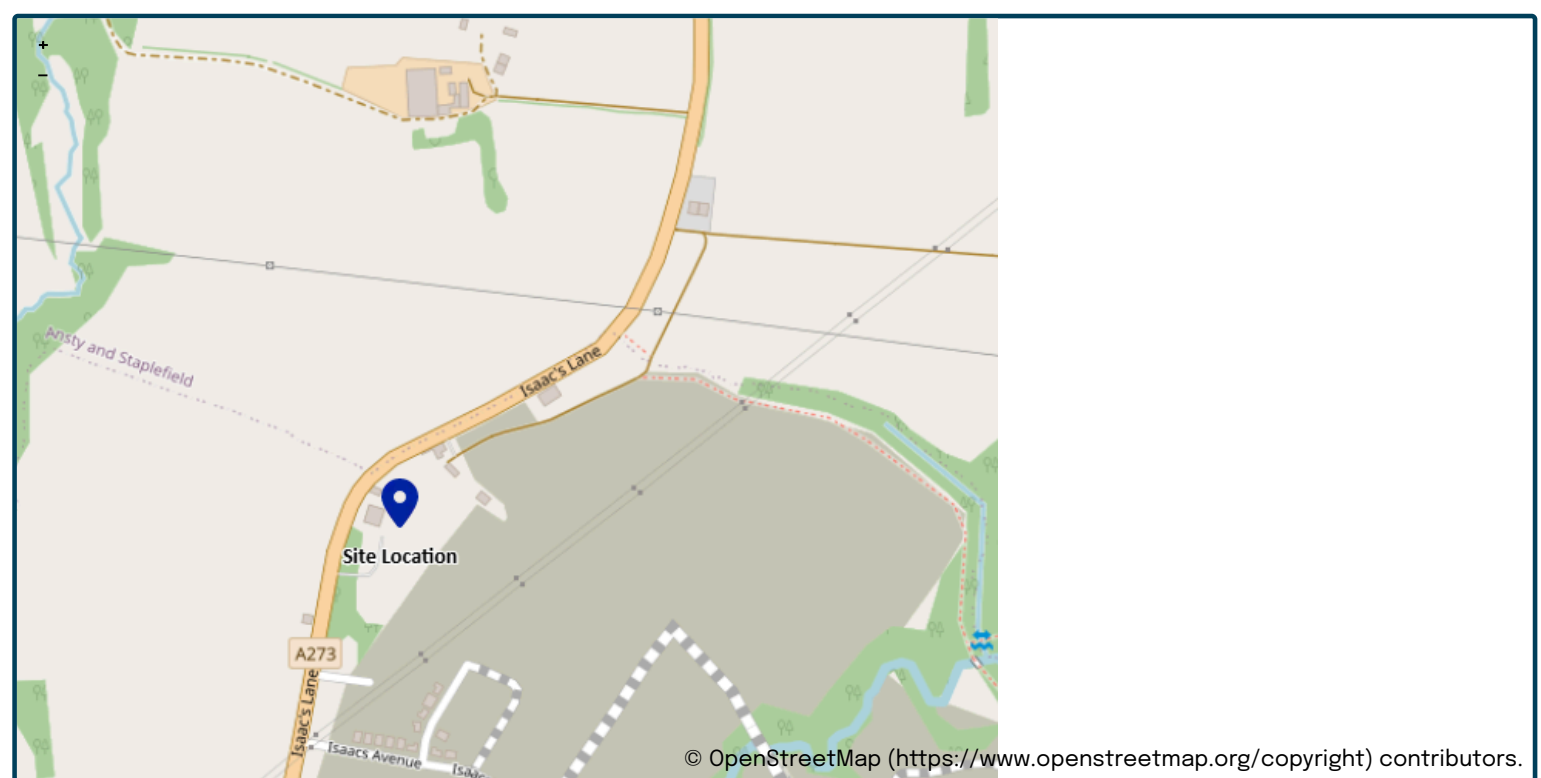 +
−
Ansty and Staplefield
Isaac's Lane
Site Location
A273
Isaac's Lane
Isaacs Avenue
Isaac
© OpenStreetMap (https://www.openstreetmap.org/copyright) contributors.